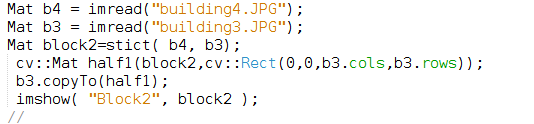 Mat b4 = imread("building4.JPG");
Mat b3 = imread("building3.JPG");
Mat block2=stict( b4, b3);
cv::Mat half1(block2,cv::Rect(0,0,b3.cols,b3.rows));
b3.copyTo(half1);
imshow( "Block2", block2 );
//